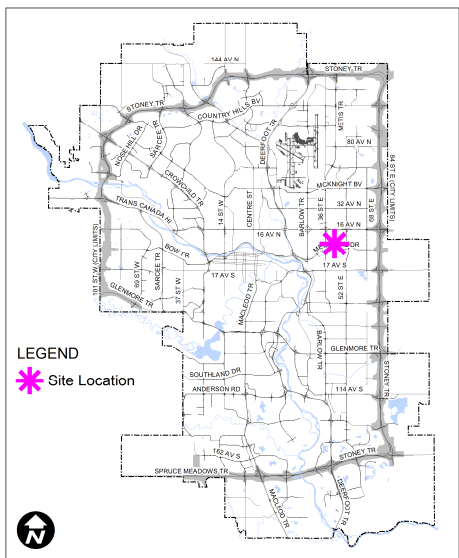 144 AV N
STONEY TR
STONEY TR
COUNTRY HILLS BV
METIS TR
NOSE HILL DR
SARCEE TR
DEERFOOT TR
80 AV N
84 ST E (CITY LIMITS)
CROWCHILD TR
MCKNIGHT BV
TRANS CANADA HI
14 ST W
CENTRE ST
BARLOW TR
36 ST E
32 AV N
68 ST E
16 AV N
16 AV N
DR
101 ST W (CITY LIMITS)
BOW TR
69 ST W
SARCEE TR
37 ST W
17 AV S
17 AV S
52 ST E
GLENMORE TR
MACLEOD TR
BARLOW TR
GLENMORE TR
LEGEND
Site Location
SOUTHLAND DR
ANDERSON RD
114 AV S
STONEY TR
162 AV S
STONEY TR
SPRUCE MEADOWS TR
MACLEOD TR
DEERFOOT TR
N